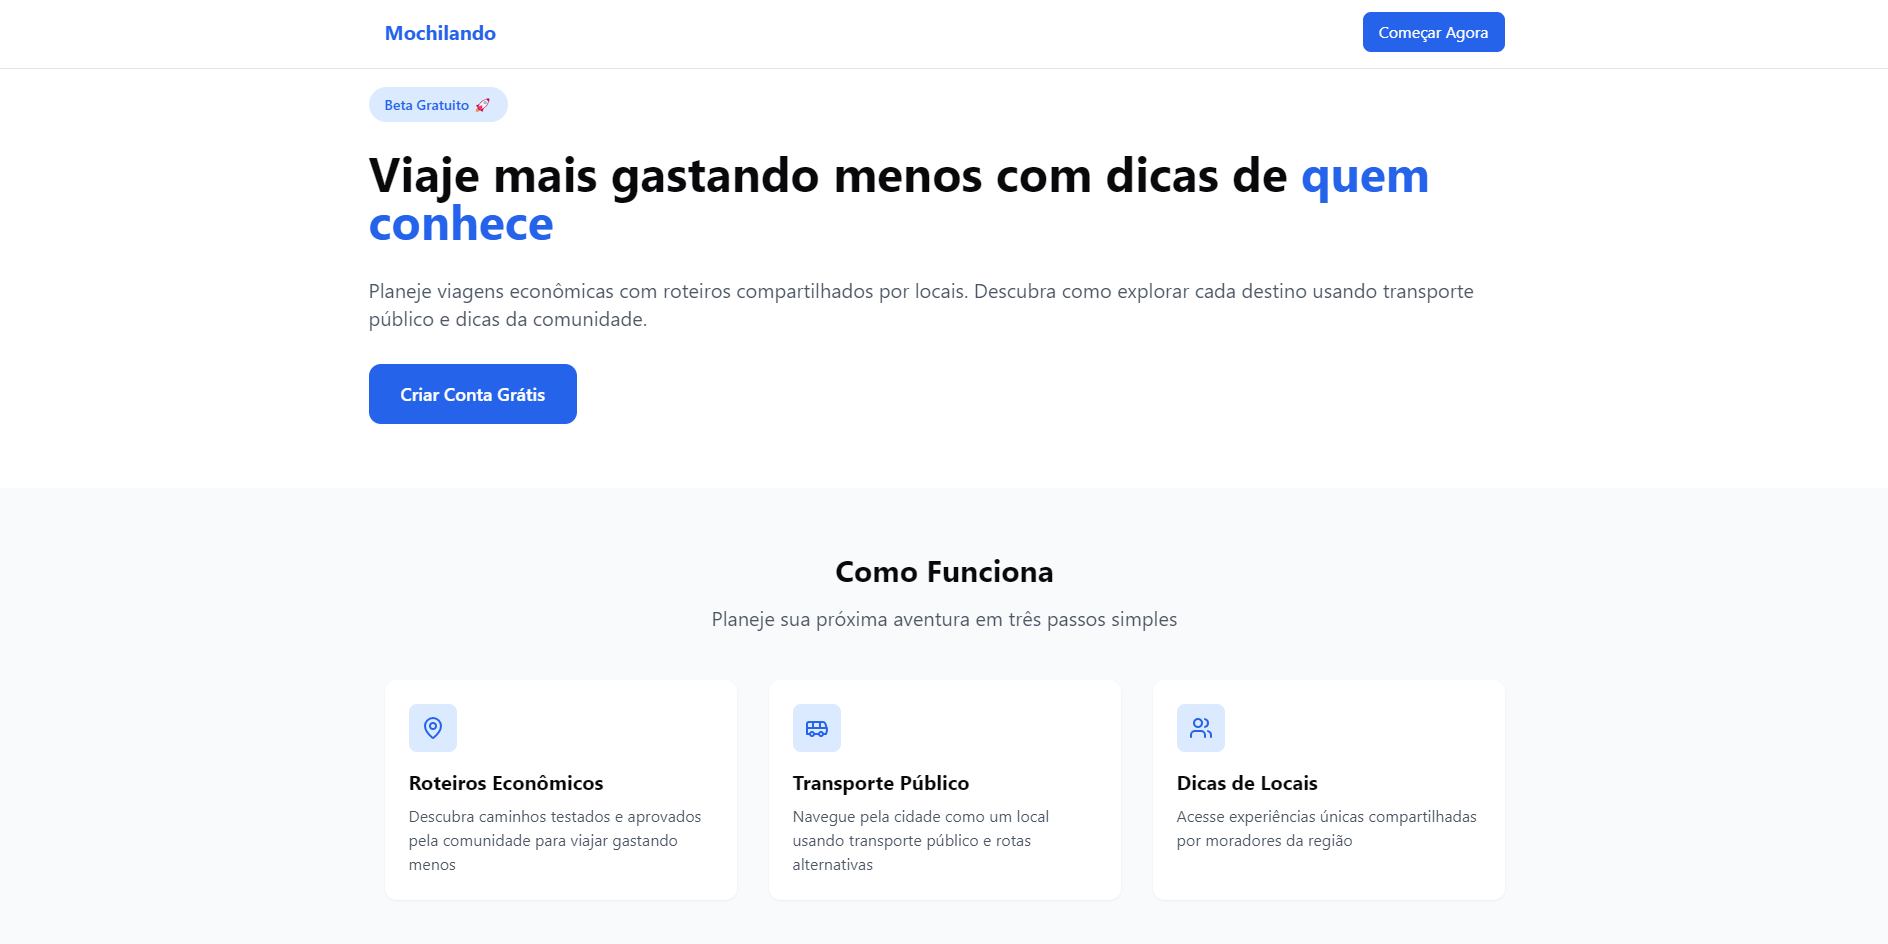 Mochilando
Começar Agora
Beta Gratuito 🚀
Viaje mais gastando menos com dicas de quem
conhece
Planeje viagens econômicas com roteiros compartilhados por locais. Descubra como explorar cada destino usando transporte
público e dicas da comunidade.
Criar Conta Grátis
Como Funciona
Planeje sua próxima aventura em três passos simples
Roteiros Econômicos
Descubra caminhos testados e aprovados
pela comunidade para viajar gastando
menos
Transporte Público
Navegue pela cidade como um local
usando transporte público e rotas
alternativas
Dicas de Locais
Acesse experiências únicas compartilhadas
por moradores da região